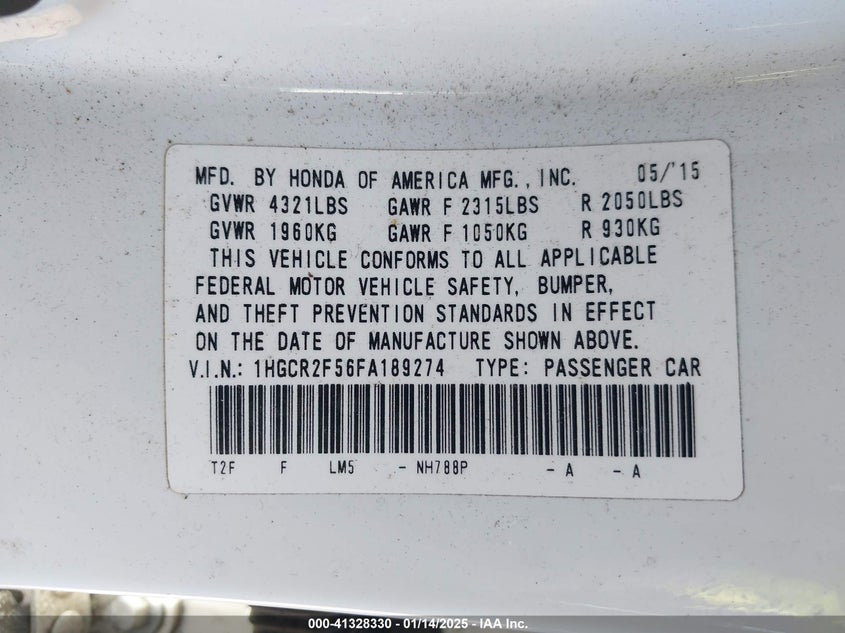 MFD. BY HONDA OF AMERICA MFG., INC. 05/'15
GVWR 4321LBS GAWR F 2315LBS R 2050LBS
GVWR 1960KG GAWR F 1050KG R 930KG
THIS VEHICLE CONFORMS TO ALL APPLICABLE
FEDERAL MOTOR VEHICLE SAFETY, BUMPER,
AND THEFT PREVENTION STANDARDS IN EFFECT
ON THE DATE OF MANUFACTURE SHOWN ABOVE.
V.I.N.: 1HGCR2F56FA189274 TYPE: PASSENGER CAR
T2F F LM5 - NH788P - A - A
000-41328330 - 01/14/2025 - IAA Inc.